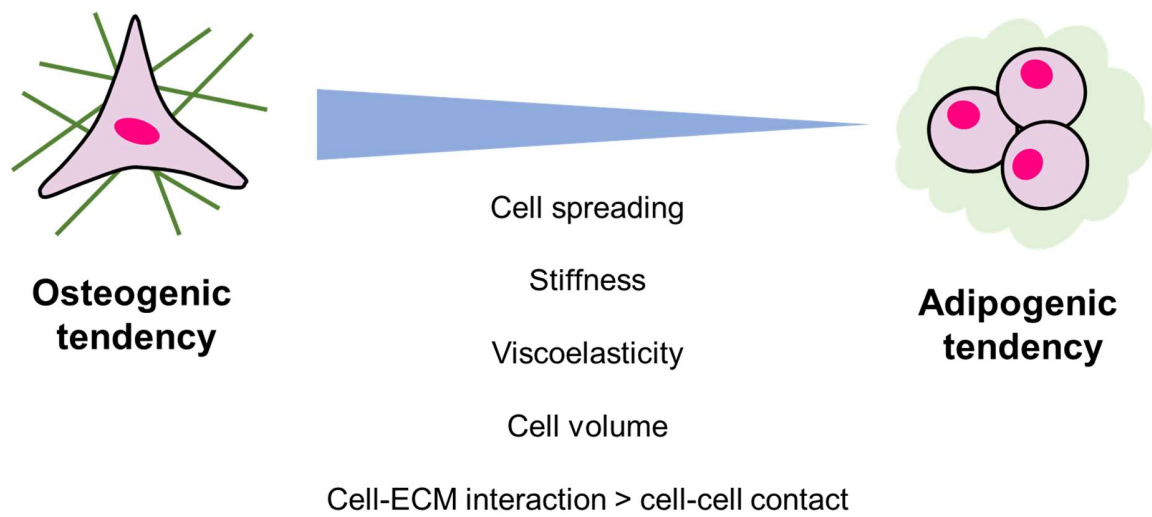 Cell spreading
Osteogenic
tendency
Stiffness
Viscoelasticity
Cell volume
Cell-ECM interaction > cell-cell contact
Adipogenic
tendency